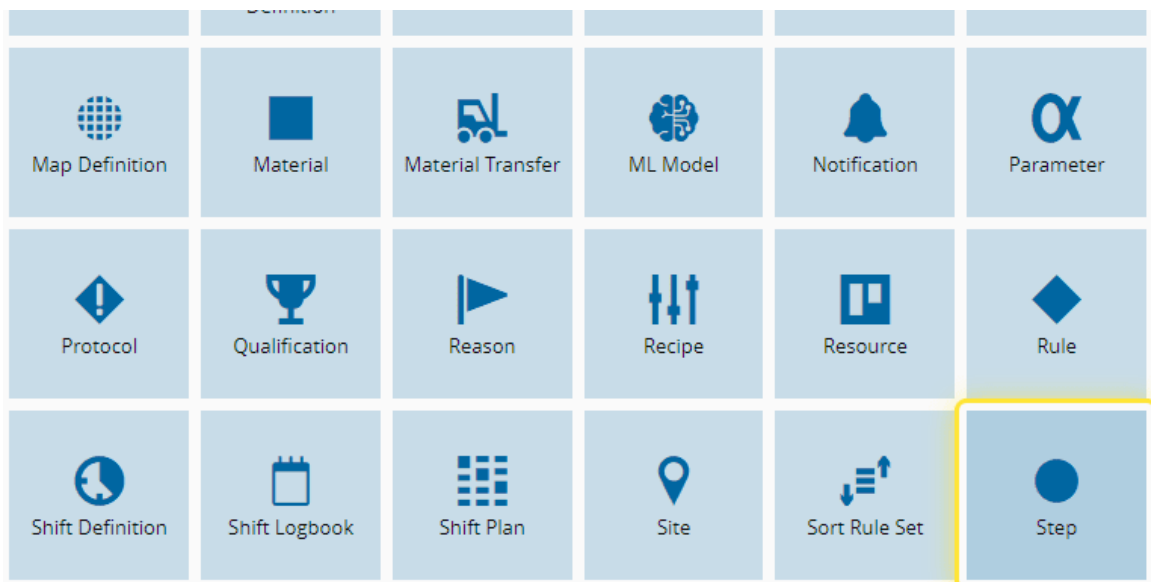 Definition
Map Definition
Material
Material Transfer
ML Model
Notification
Parameter
Protocol
Qualification
Reason
Recipe
Resource
Rule
Shift Definition
Shift Logbook
Shift Plan
Site
Sort Rule Set
Step